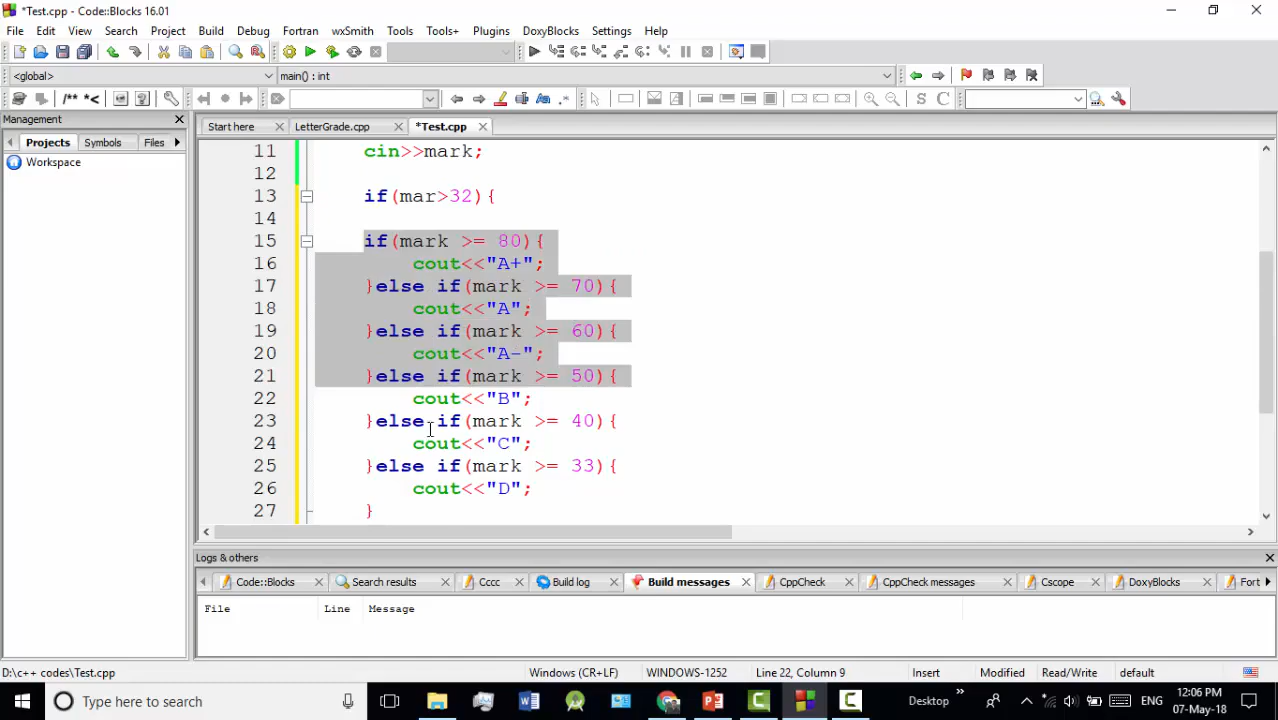 *Test.cpp - Code::Blocks 16.01
File Edit View Search Project Build Debug Fortran wxSmith Tools Tools+ Plugins DoxyBlocks Settings Help
<global> main() : int
/** *< S C
Management Start here LetterGrade.cpp *Test.cpp
Projects Symbols Files
Workspace
11 cin>>mark;
12
13 if(mar>32){
14
15 if(mark >= 80){
16 cout<<"A+";
17 }else if(mark >= 70){
18 cout<<"A";
19 }else if(mark >= 60){
20 cout<<"A-";
21 }else if(mark >= 50){
22 cout<<"B";
23 }else if(mark >= 40){
24 cout<<"C";
25 }else if(mark >= 33){
26 cout<<"D";
27 }
Logs & others
Code::Blocks Search results Cccc Build log Build messages CppCheck CppCheck messages Cscope DoxyBlocks Fort
File Line Message
D:\c++ codes\Test.cpp Windows (CR+LF) WINDOWS-1252 Line 22, Column 9 Insert Modified Read/Write default
Type here to search Desktop ENG 12:06 PM
07-May-18